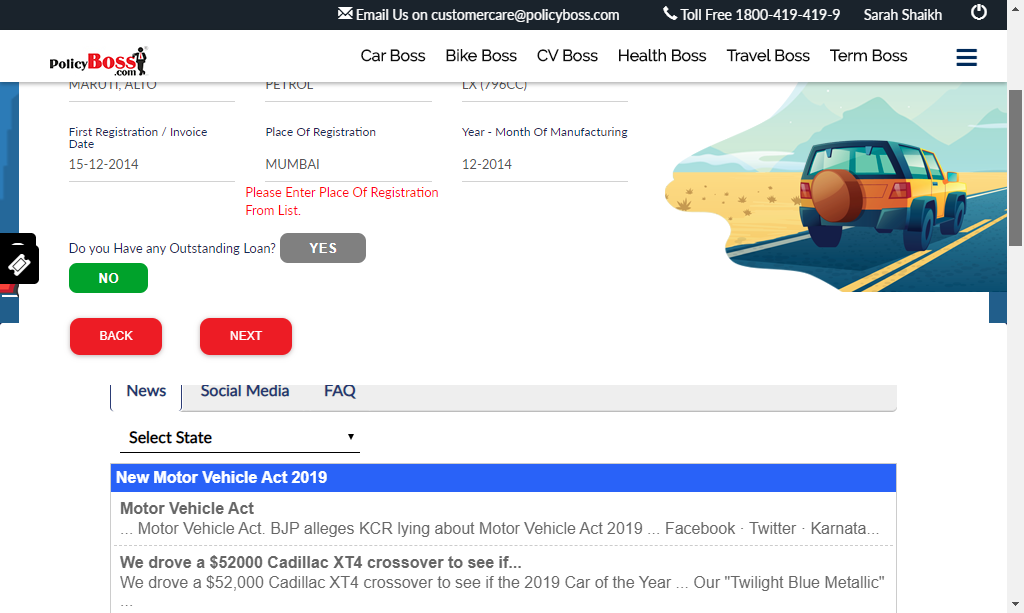 Email Us on customercare@policyboss.com Toll Free 1800-419-419-9 Sarah Shaikh
PolicyBoss.com Car Boss Bike Boss CV Boss Health Boss Travel Boss Term Boss
MARUTI, ALTO PETROL LX (796CC)
First Registration / Invoice Date Place Of Registration Year - Month Of Manufacturing
15-12-2014 MUMBAI 12-2014
Please Enter Place Of Registration
From List.
Do you Have any Outstanding Loan? YES
NO
BACK NEXT
News Social Media FAQ
Select State
New Motor Vehicle Act 2019
Motor Vehicle Act
... Motor Vehicle Act. BJP alleges KCR lying about Motor Vehicle Act 2019 ... Facebook · Twitter · Karnata...
We drove a $52000 Cadillac XT4 crossover to see if...
We drove a $52,000 Cadillac XT4 crossover to see if the 2019 Car of the Year ... Our "Twilight Blue Metallic"
...